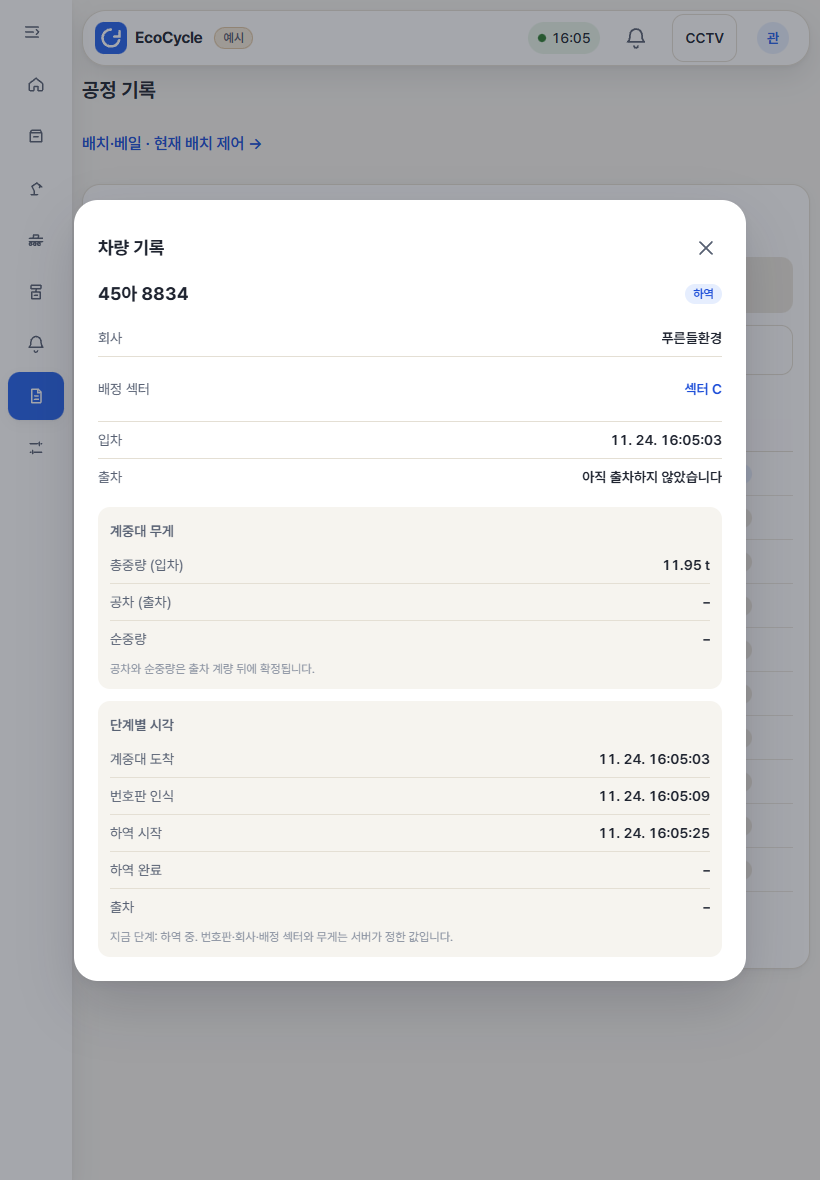 EcoCycle 예시 16:05 CCTV 관
공정 기록
배치·베일 · 현재 배치 제어 →
차량 기록
45아 8834 하역
회사 푸른들환경
배정 섹터 섹터 C
입차 11. 24. 16:05:03
출차 아직 출차하지 않았습니다
계중대 무게
총중량 (입차) 11.95 t
공차 (출차) –
순중량 –
공차와 순중량은 출차 계량 뒤에 확정됩니다.
단계별 시각
계중대 도착 11. 24. 16:05:03
번호판 인식 11. 24. 16:05:09
하역 시작 11. 24. 16:05:25
하역 완료 –
출차 –
지금 단계: 하역 중. 번호판·회사·배정 섹터와 무게는 서버가 정한 값입니다.